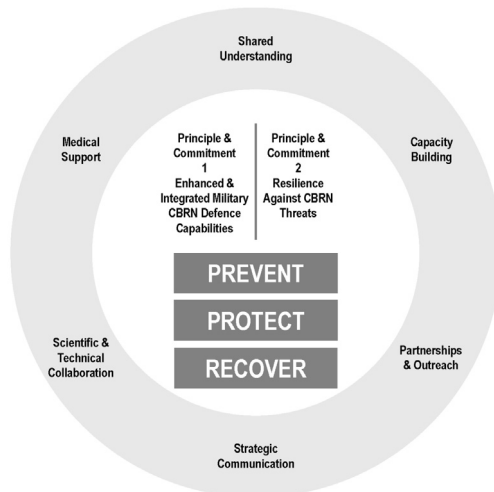 Shared
Understanding
Medical
Support
Principle &
Commitment
1
Enhanced &
Integrated Military
CBRN Defence
Capabilities
Principle &
Commitment
2
Resilience
Against CBRN
Threats
Capacity
Building
PREVENT
PROTECT
RECOVER
Scientific &
Technical
Collaboration
Partnerships
& Outreach
Strategic
Communication